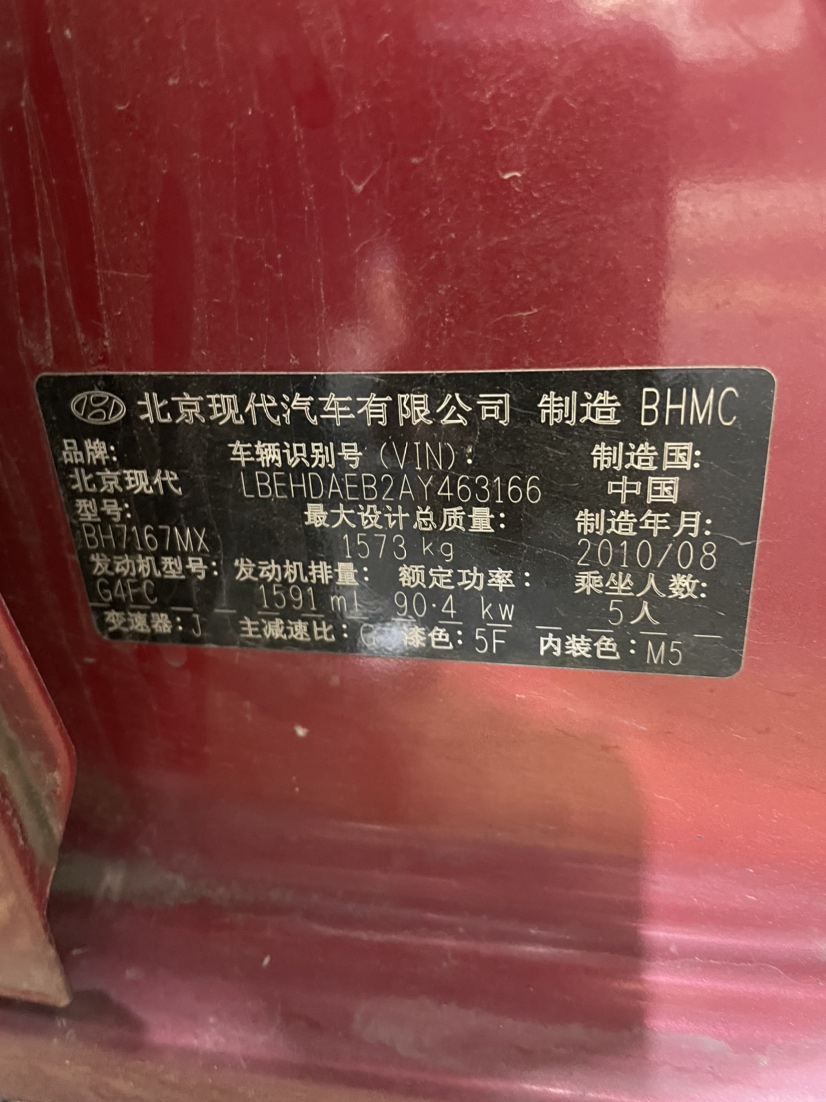 北京现代汽车有限公司 制造 BHMC
品牌: 车辆识别号 (VIN): 制造国:
北京现代 LBEHDAEB2AY463166 中国
型号: 最大设计总质量: 制造年月:
BH7167MX 1573 kg 2010/08
发动机型号: 发动机排量: 额定功率: 乘坐人数:
G4FC 1591 ml 90.4 kw 5人
变速器: J 主减速比: 漆色: 5F 内装色: M5